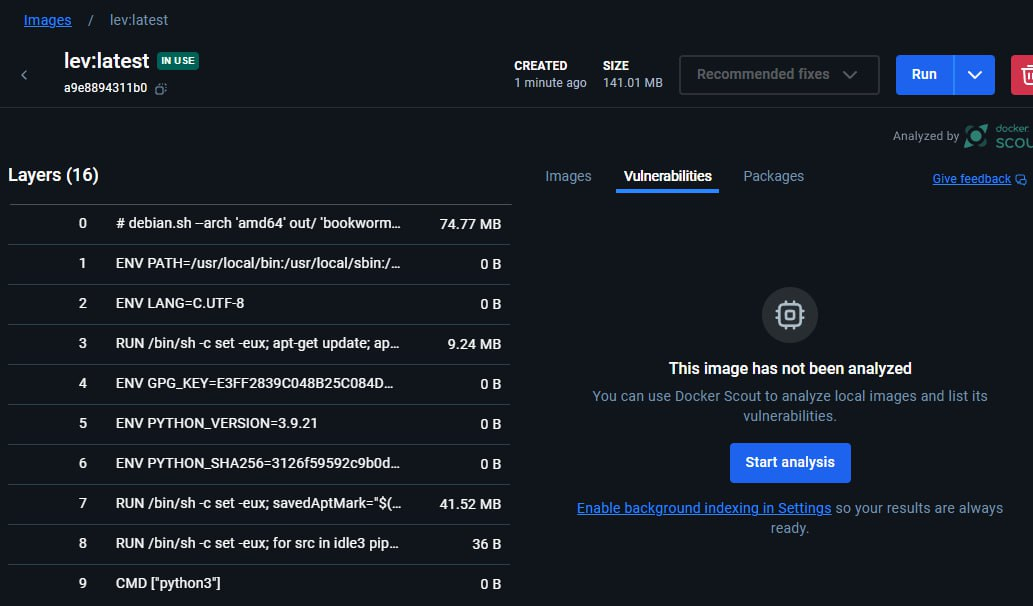 Images / lev:latest
lev:latest IN USE
a9e8894311b0
CREATED
1 minute ago
SIZE
141.01 MB
Recommended fixes
Run
Analyzed by docker
Layers (16)
Images Vulnerabilities Packages Give feedback
0 # debian.sh --arch 'amd64' out/ 'bookworm... 74.77 MB
1 ENV PATH=/usr/local/bin:/usr/local/sbin:/... 0 B
2 ENV LANG=C.UTF-8 0 B
3 RUN /bin/sh -c set -eux; apt-get update; ap... 9.24 MB
4 ENV GPG_KEY=E3FF2839C048B25C084D... 0 B
5 ENV PYTHON_VERSION=3.9.21 0 B
6 ENV PYTHON_SHA256=3126f59592c9b0d... 0 B
7 RUN /bin/sh -c set -eux; savedAptMark="$(... 41.52 MB
8 RUN /bin/sh -c set -eux; for src in idle3 pip... 36 B
9 CMD ["python3"] 0 B
This image has not been analyzed
You can use Docker Scout to analyze local images and list its
vulnerabilities.
Start analysis
Enable background indexing in Settings so your results are always
ready.